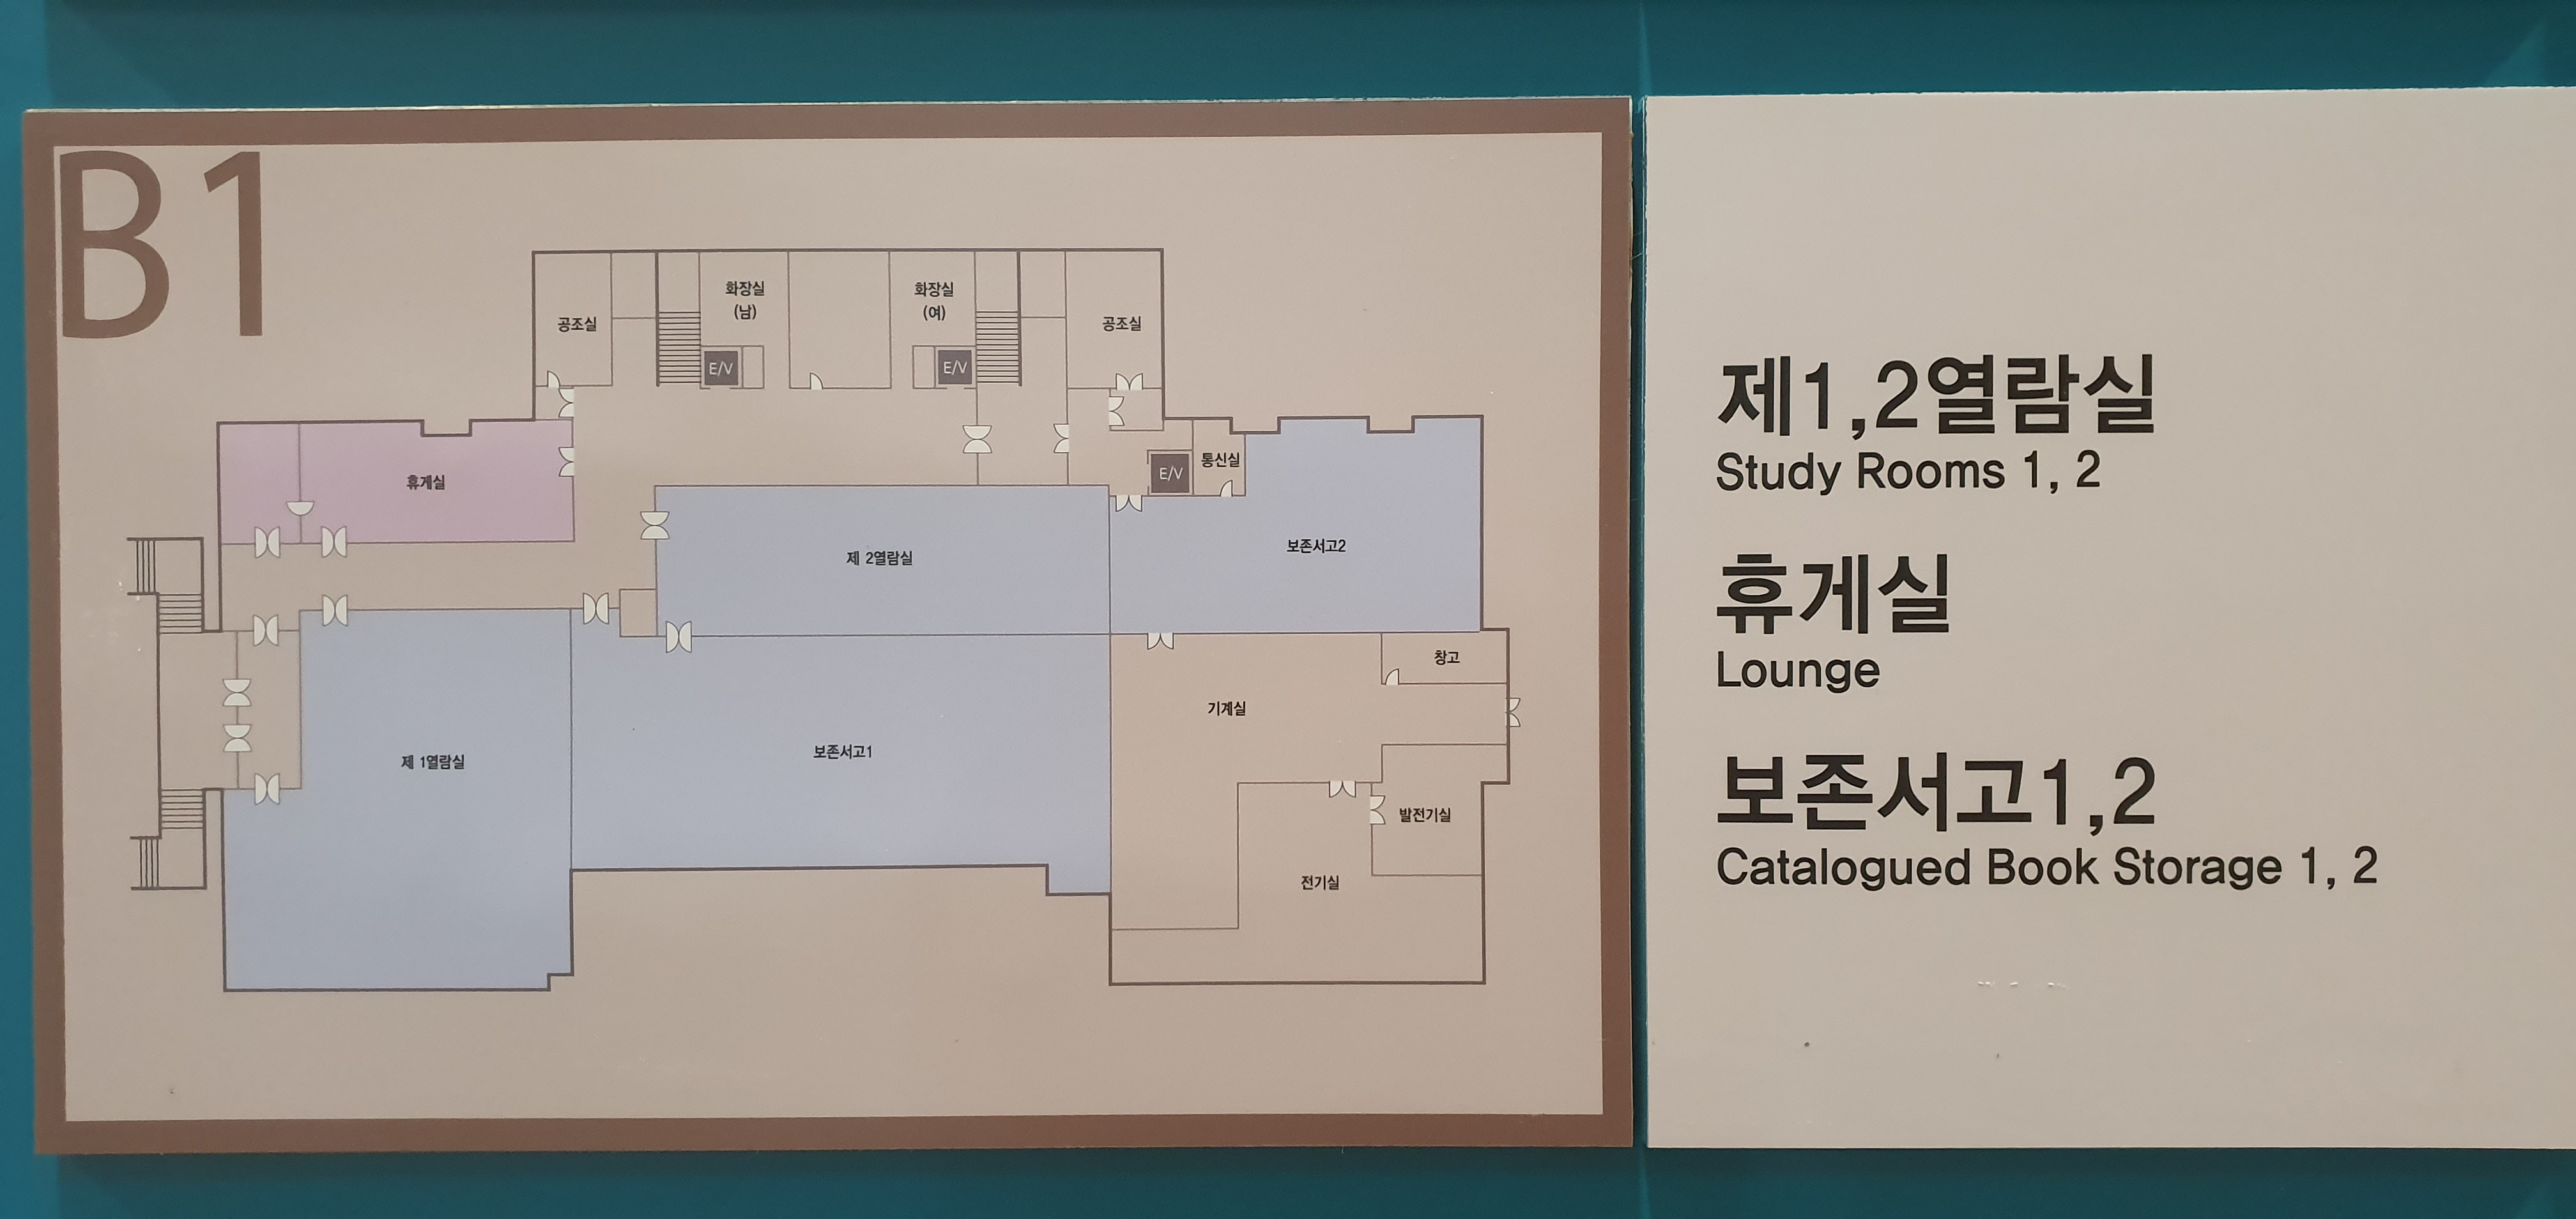 B1
화장실
(남)
화장실
(여)
공조실
공조실
E/V
E/V
휴게실
통신실
E/V
제 2열람실
보존서고2
창고
기계실
제 1열람실
보존서고1
발전기실
전기실
제1,2열람실
Study Rooms 1, 2
휴게실
Lounge
보존서고1,2
Catalogued Book Storage 1, 2